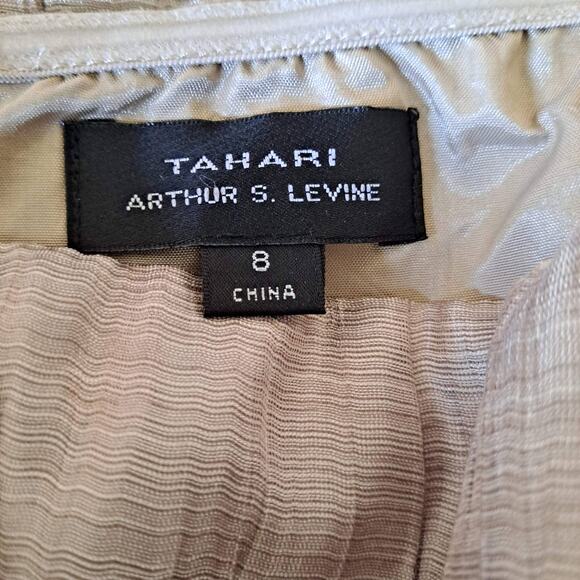 TAHARI
ARTHUR S. LEVINE
8
CHINA